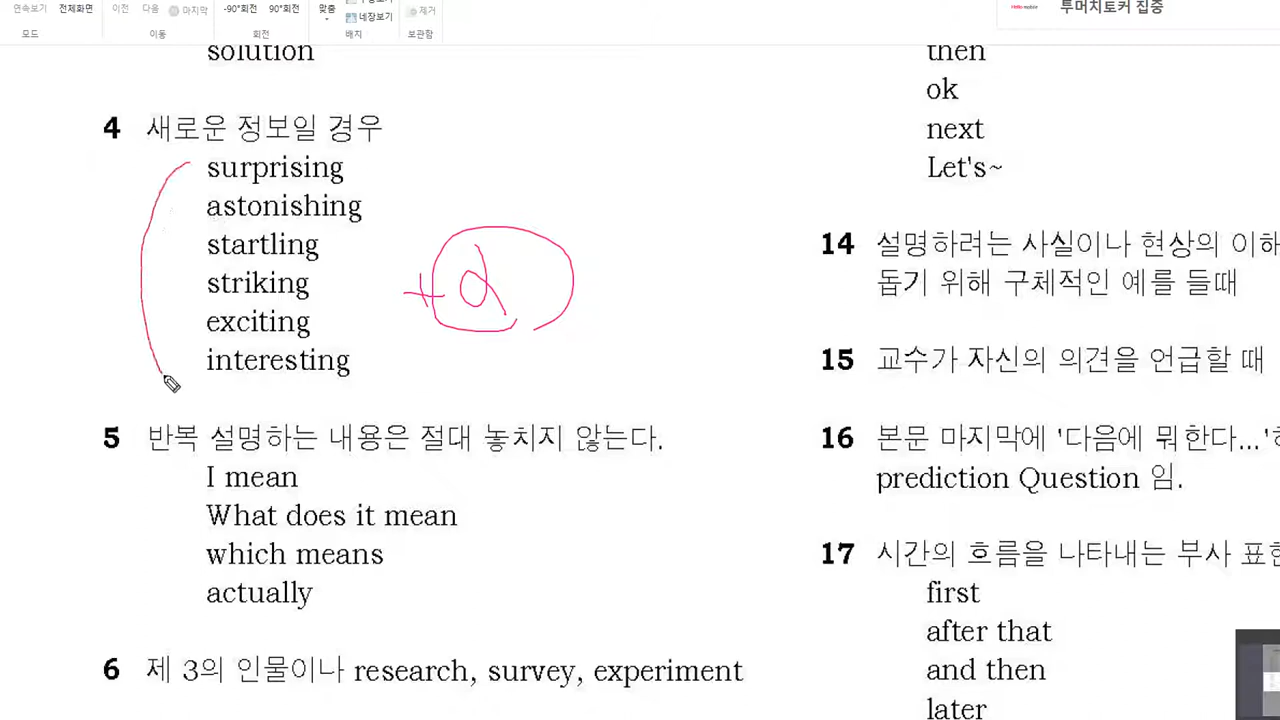 연속보기 전체화면 이전 다음 마지막 -90°회전 90°회전 맞춤 네장보기 제거
모드 이동 회전 배치 보관함
Hello mobile 투머치토커 집중
solution
4 새로운 정보일 경우
surprising
astonishing
startling
striking
exciting
interesting
+α
5 반복 설명하는 내용은 절대 놓치지 않는다.
I mean
What does it mean
which means
actually
6 제 3의 인물이나 research, survey, experiment
then
ok
next
Let's~
14 설명하려는 사실이나 현상의 이해
돕기 위해 구체적인 예를 들때
15 교수가 자신의 의견을 언급할 때
16 본문 마지막에 '다음에 뭐한다...'
prediction Question 임.
17 시간의 흐름을 나타내는 부사
first
after that
and then
later